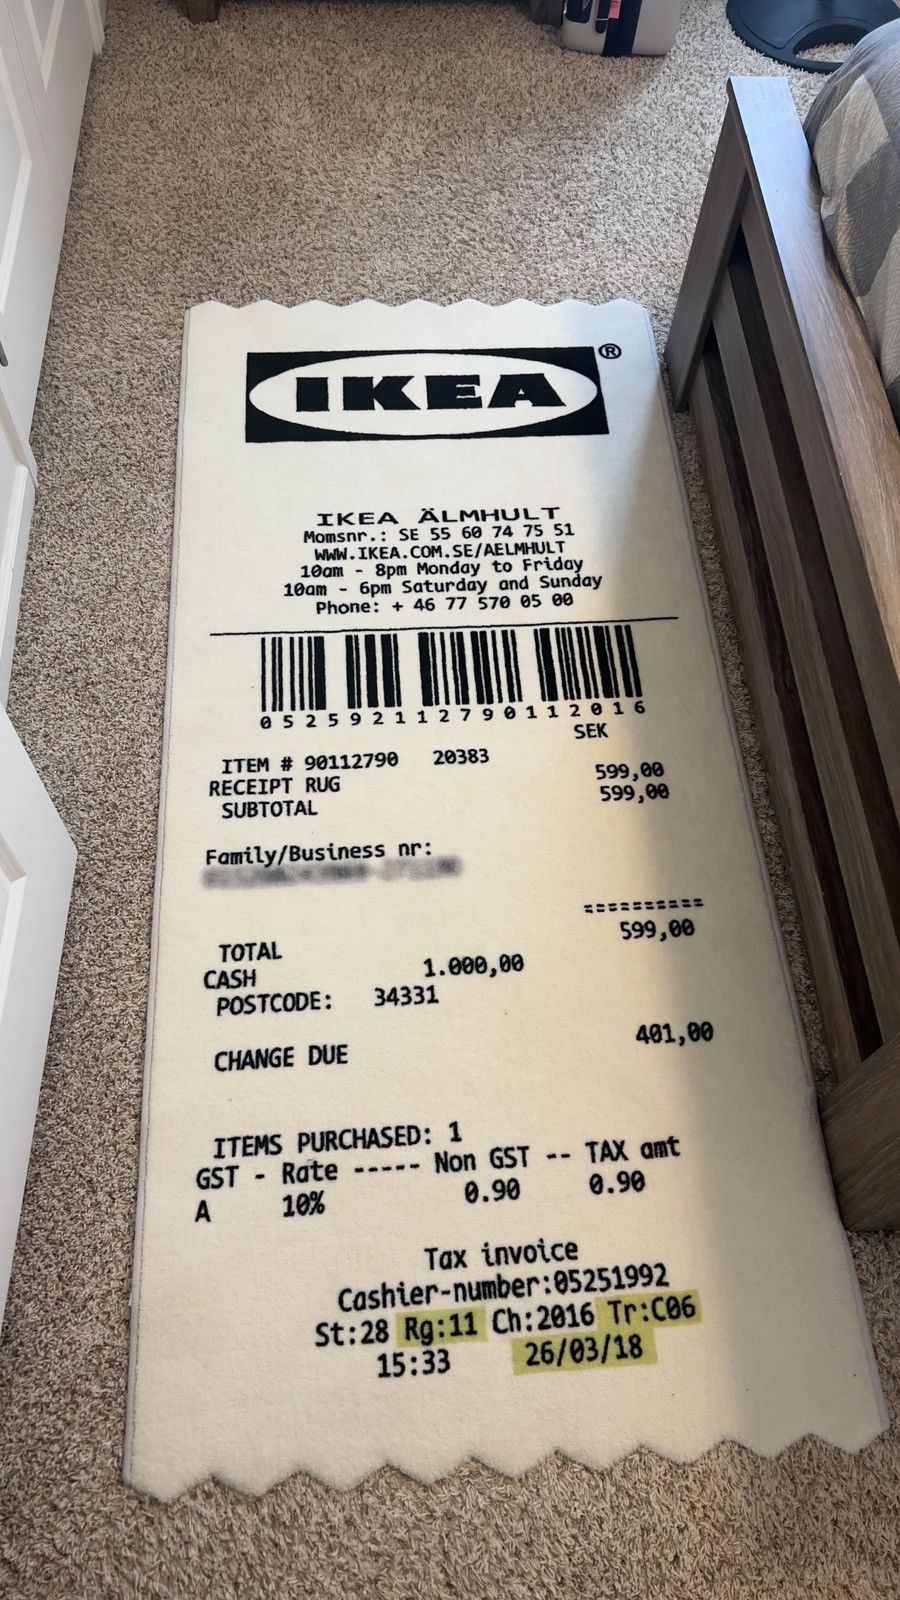 IKEA®
IKEA ÄLMHULT
Momsnr.: SE 55 60 74 75 51
WWW.IKEA.COM.SE/AELMHULT
10am - 8pm Monday to Friday
10am - 6pm Saturday and Sunday
Phone: + 46 77 570 05 00
052592112790112016
SEK
ITEM # 90112790 20383
RECEIPT RUG 599,00
SUBTOTAL 599,00
Family/Business nr:
==========
TOTAL 599,00
CASH 1.000,00
POSTCODE: 34331
CHANGE DUE 401,00
ITEMS PURCHASED: 1
GST - Rate ----- Non GST -- TAX amt
A 10% 0.90 0.90
Tax invoice
Cashier-number:05251992
St:28 Rg:11 Ch:2016 Tr:C06
15:33 26/03/18